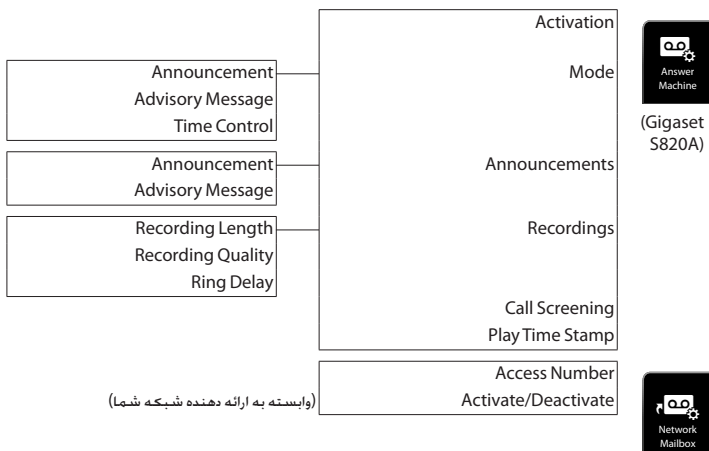 Activation
Answer
Machine
(Gigaset
S820A)
Mode
Announcement
Advisory Message
Time Control
Announcements
Announcement
Advisory Message
Recordings
Recording Length
Recording Quality
Ring Delay
Call Screening
Play Time Stamp
Network
Mailbox
Access Number
Activate/Deactivate
(وابسته به ارائه دهنده شبکه شما)